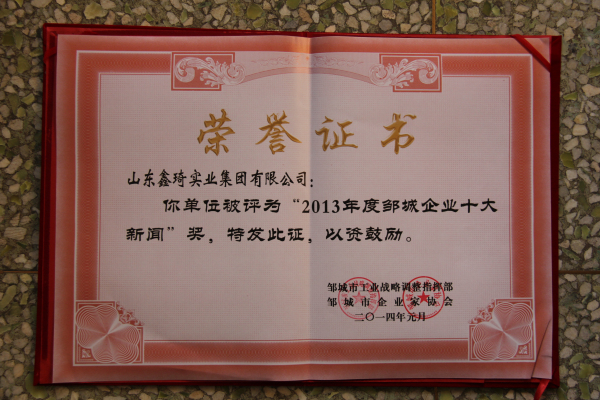 荣誉证书
山东鑫琦实业集团有限公司：
你单位被评为“2013年度邹城企业十大
新闻”奖，特发此证，以资鼓励。
邹城市工业战略调整指挥部
邹城市企业家协会
二〇一四年元月